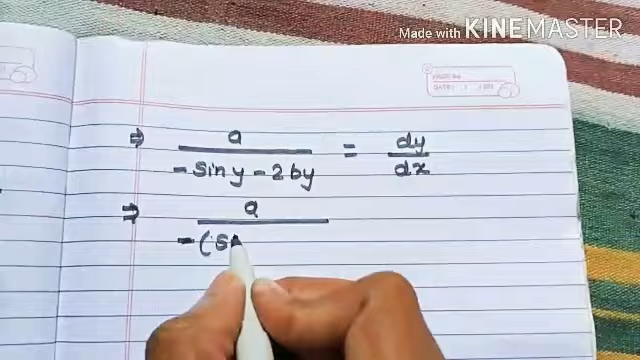 Made with KINEMASTER
⇒ a / (- sin y - 2by) = dy/dx
⇒ a / - (s